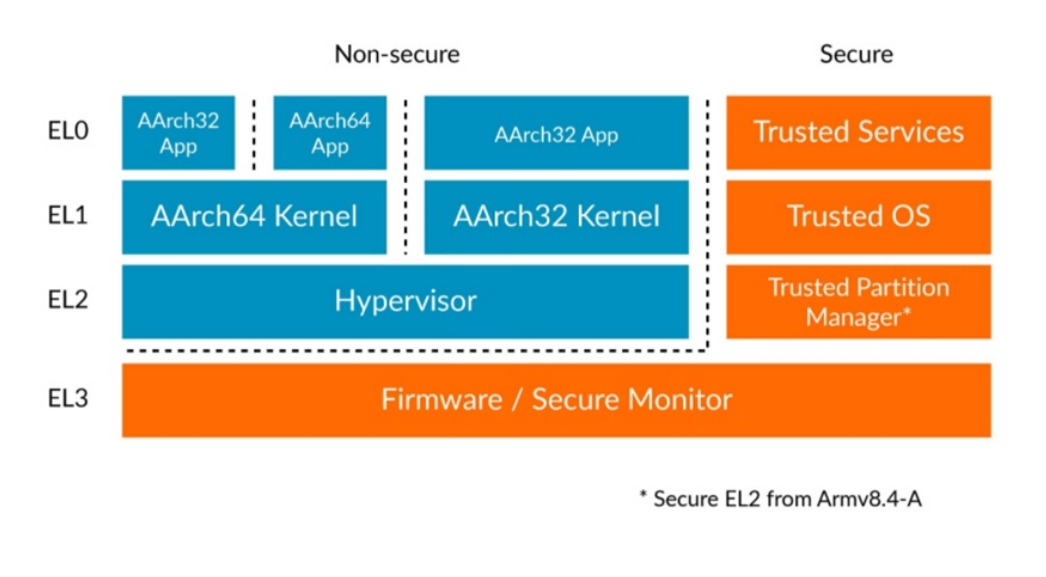 Non-secure
Secure
EL0
AArch32
App
AArch64
App
AArch32 App
Trusted Services
EL1
AArch64 Kernel
AArch32 Kernel
Trusted OS
EL2
Hypervisor
Trusted Partition
Manager*
EL3
Firmware / Secure Monitor
* Secure EL2 from Armv8.4-A